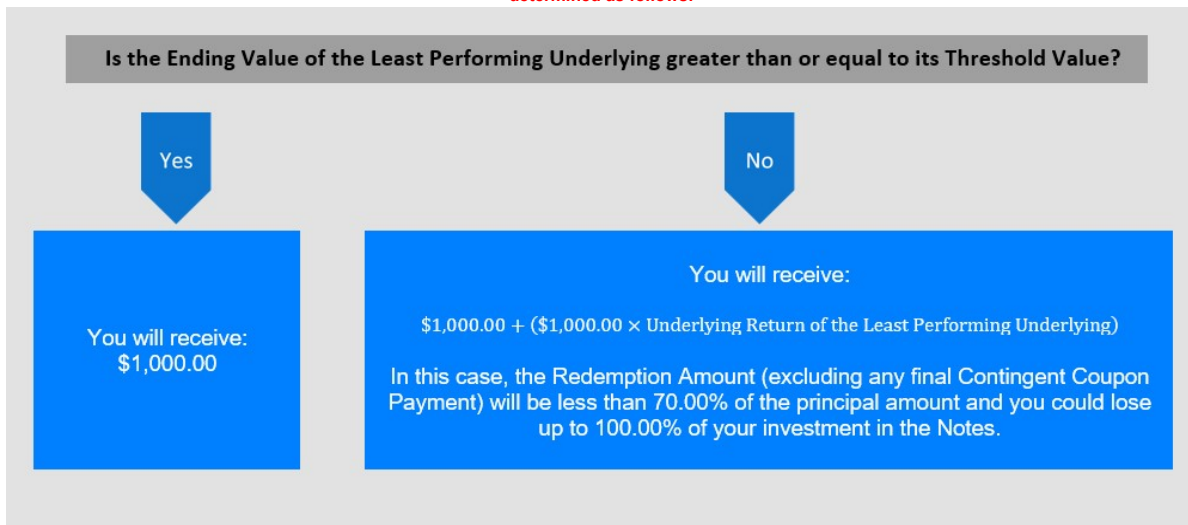 Is the Ending Value of the Least Performing Underlying greater than or equal to its Threshold Value?
Yes
No
You will receive:
$1,000.00
You will receive:
$1,000.00 + ($1,000.00 × Underlying Return of the Least Performing Underlying)
In this case, the Redemption Amount (excluding any final Contingent Coupon
Payment) will be less than 70.00% of the principal amount and you could lose
up to 100.00% of your investment in the Notes.